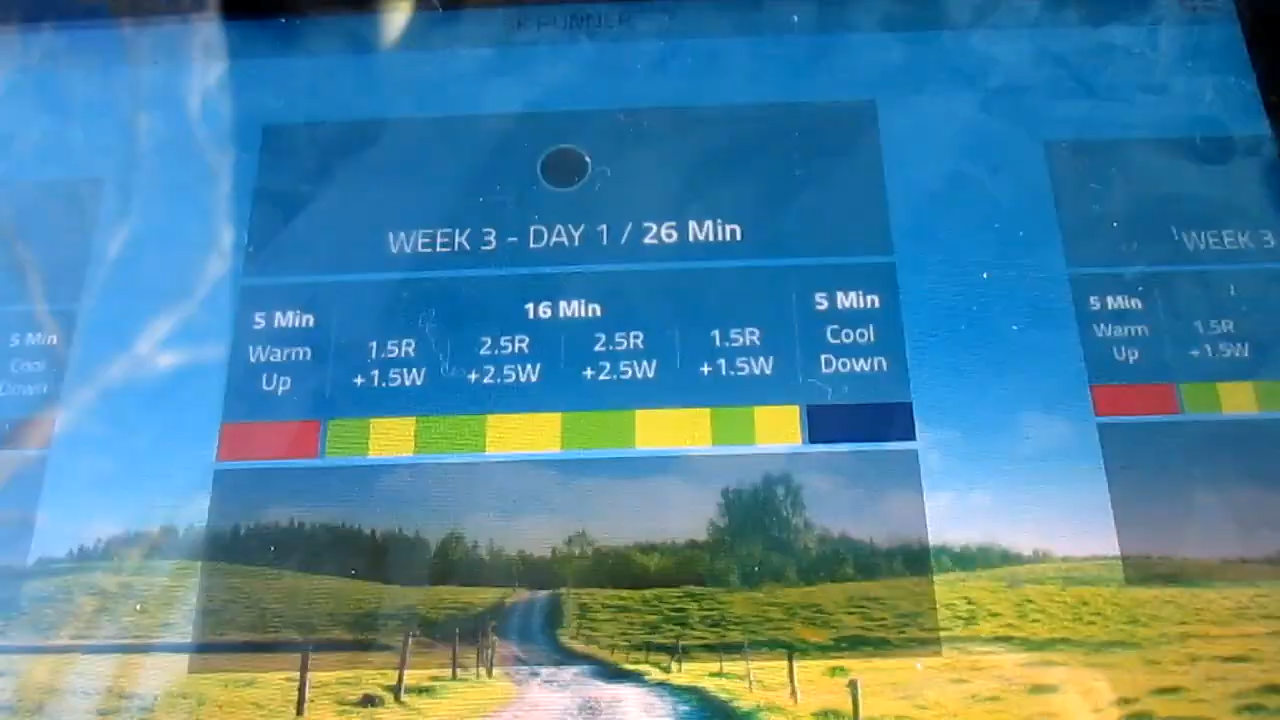 5K RUNNER
WEEK 3 - DAY 1 / 26 Min
5 Min
Warm
Up
16 Min
1.5R
+1.5W
2.5R
+2.5W
2.5R
+2.5W
1.5R
+1.5W
5 Min
Cool
Down
5 Min
Cool
Down
WEEK 3
5 Min
Warm
Up
1.5R
+1.5W